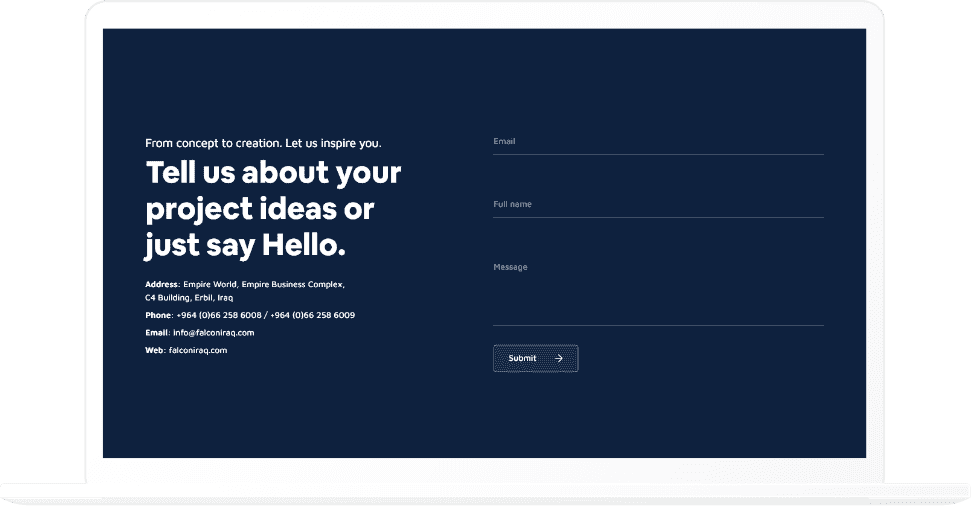 From concept to creation. Let us inspire you.
Tell us about your
project ideas or
just say Hello.
Address: Empire World, Empire Business Complex,
C4 Building, Erbil, Iraq
Phone: +964 (0)66 258 6008 / +964 (0)66 258 6009
Email: info@falconiraq.com
Web: falconiraq.com
Email
Full name
Message
Submit →